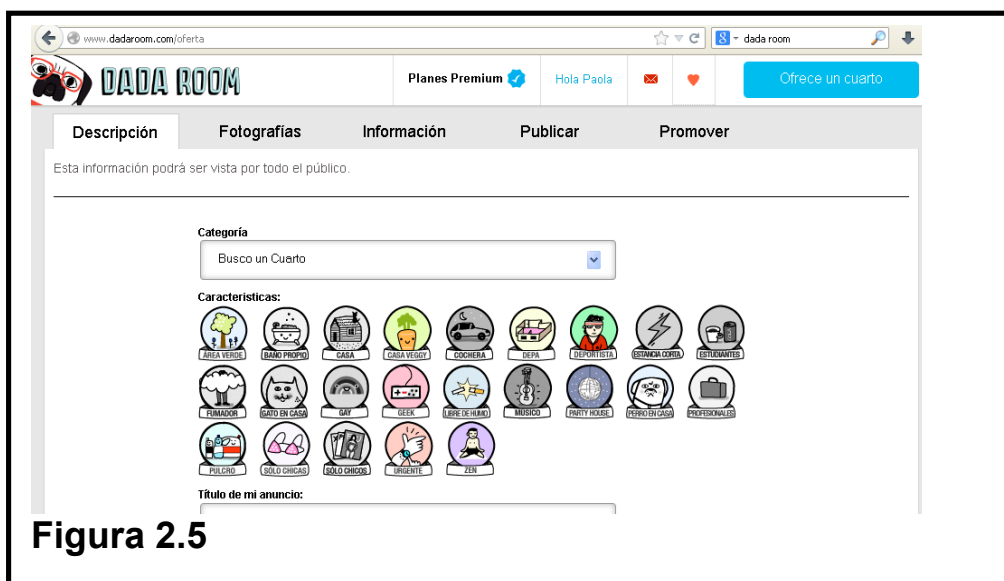 www.dadaroom.com/oferta
dada room
DADA ROOM
Planes Premium
Hola Paola
Ofrece un cuarto
Descripción Fotografías Información Publicar Promover
Esta información podrá ser vista por todo el público.
Categoría
Busco un Cuarto
Caracteristicas:
ÁREA VERDE BAÑO PROPIO CASA CASA VEGGY COCHERA DEPA DEPORTISTA ESTANCIA CORTA ESTUDIANTES
FUMADOR GATO EN CASA GAY GEEK LIBRE DE HUMO MUSICO PARTY HOUSE PERRO EN CASA PROFESIONALES
PULCRO SÓLO CHICAS SÓLO CHICOS URGENTE ZEN
Título de mi anuncio:
Figura 2.5